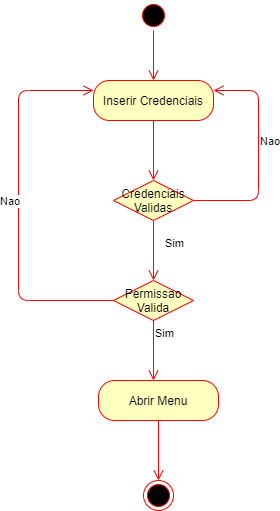 Inserir Credenciais
Nao
Credenciais
Validas
Nao
Sim
Permissao
Valida
Sim
Abrir Menu